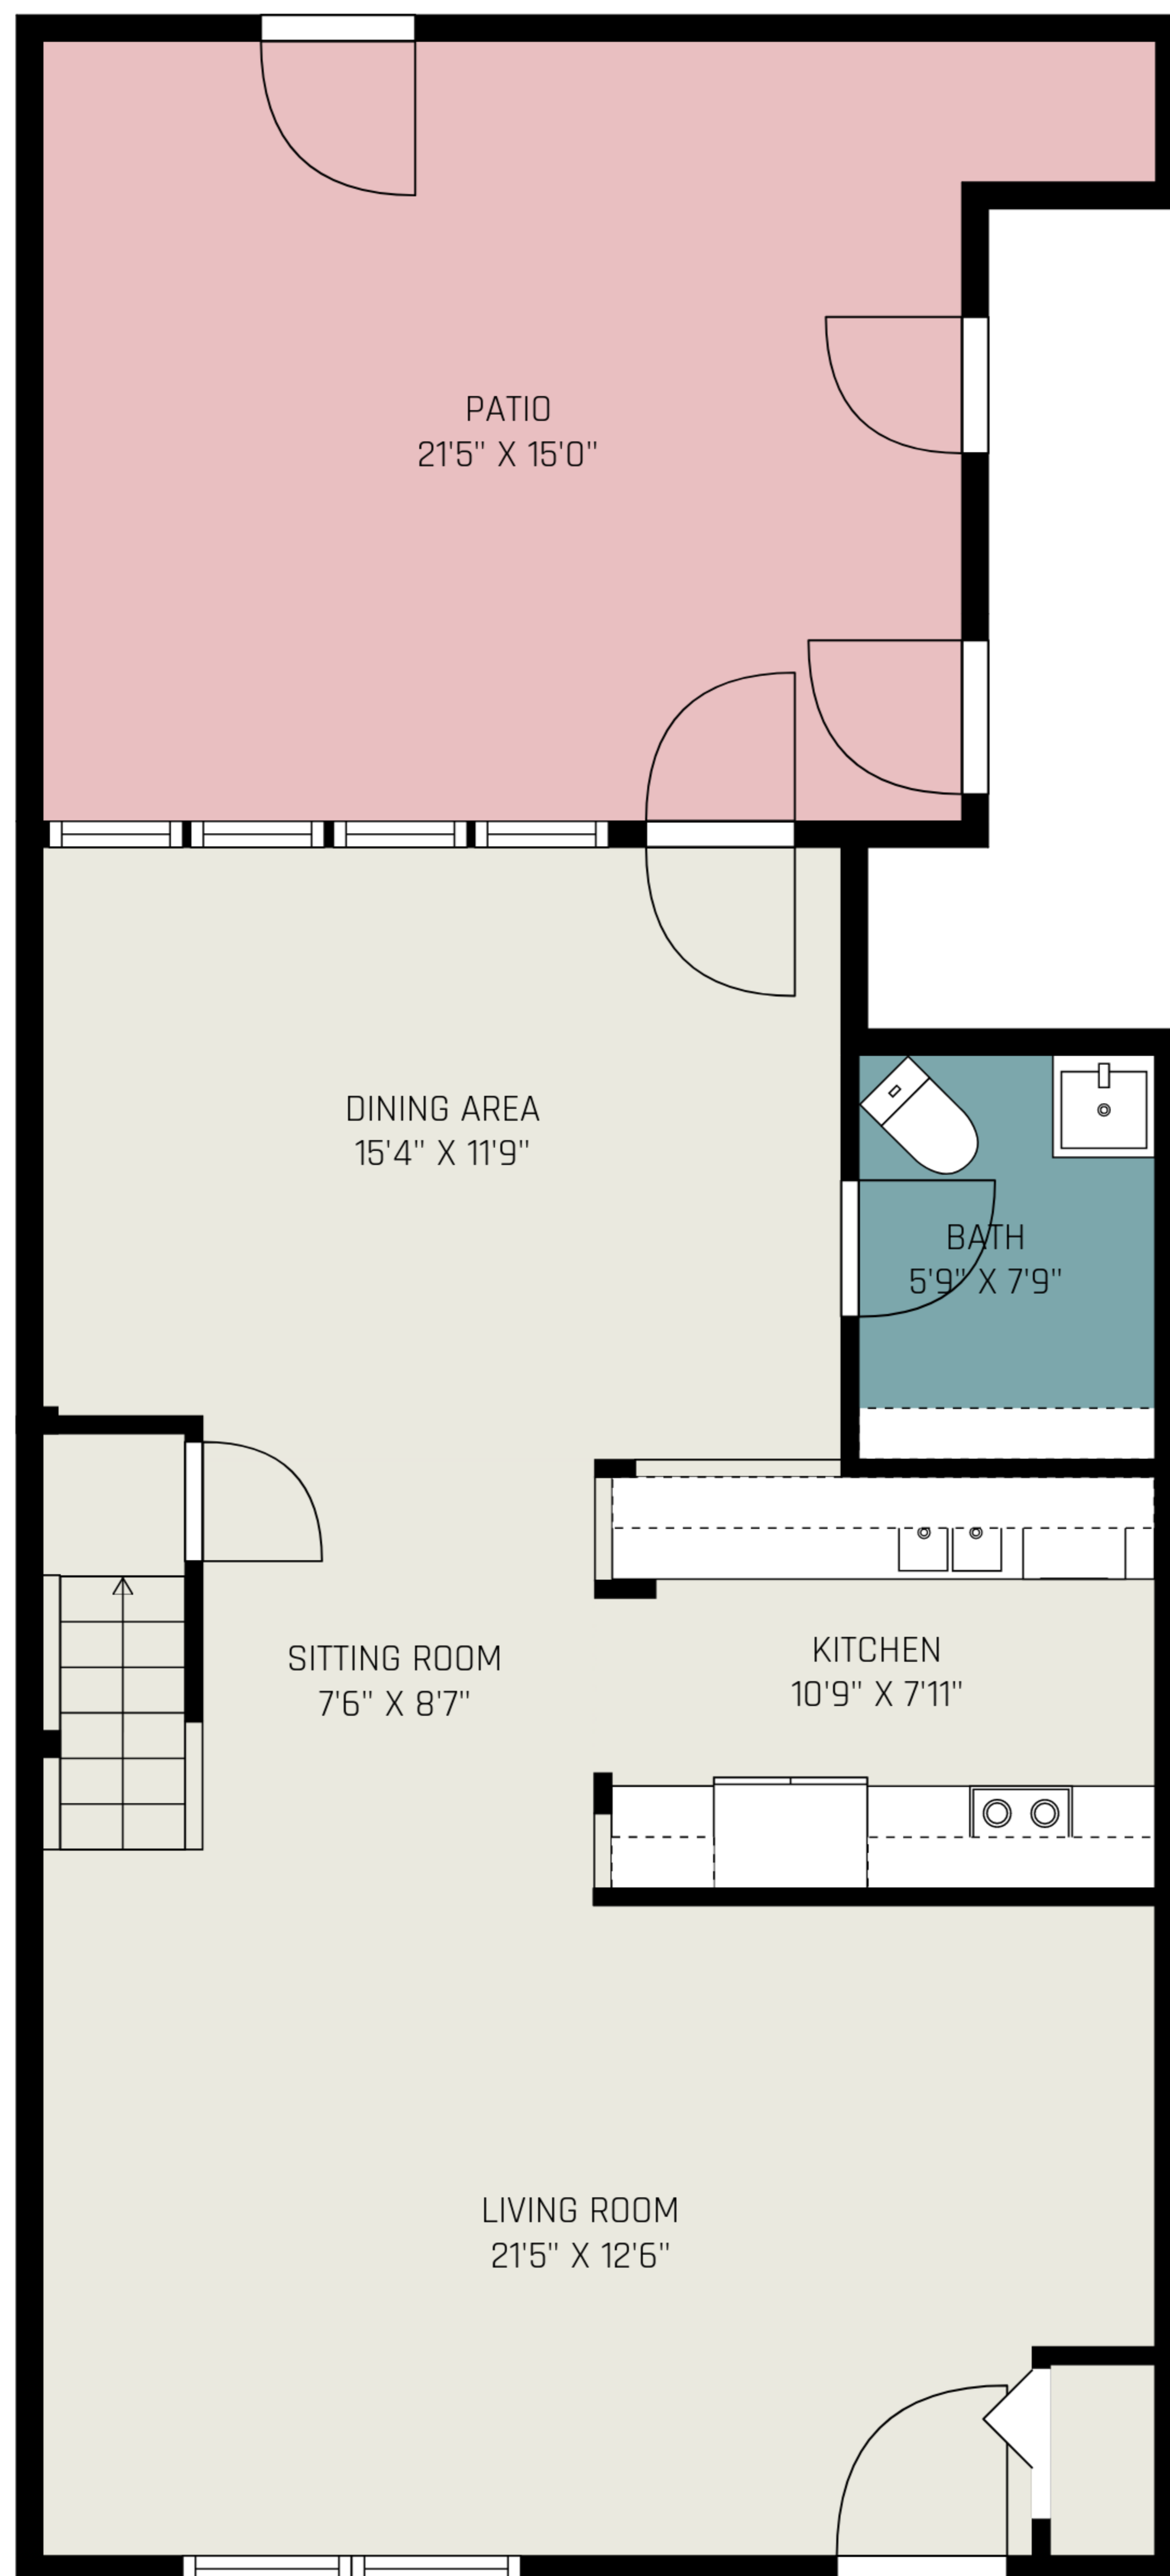 PATIO
21'5" X 15'0"
DINING AREA
15'4" X 11'9"
BATH
5'9" X 7'9"
SITTING ROOM
7'6" X 8'7"
KITCHEN
10'9" X 7'11"
LIVING ROOM
21'5" X 12'6"